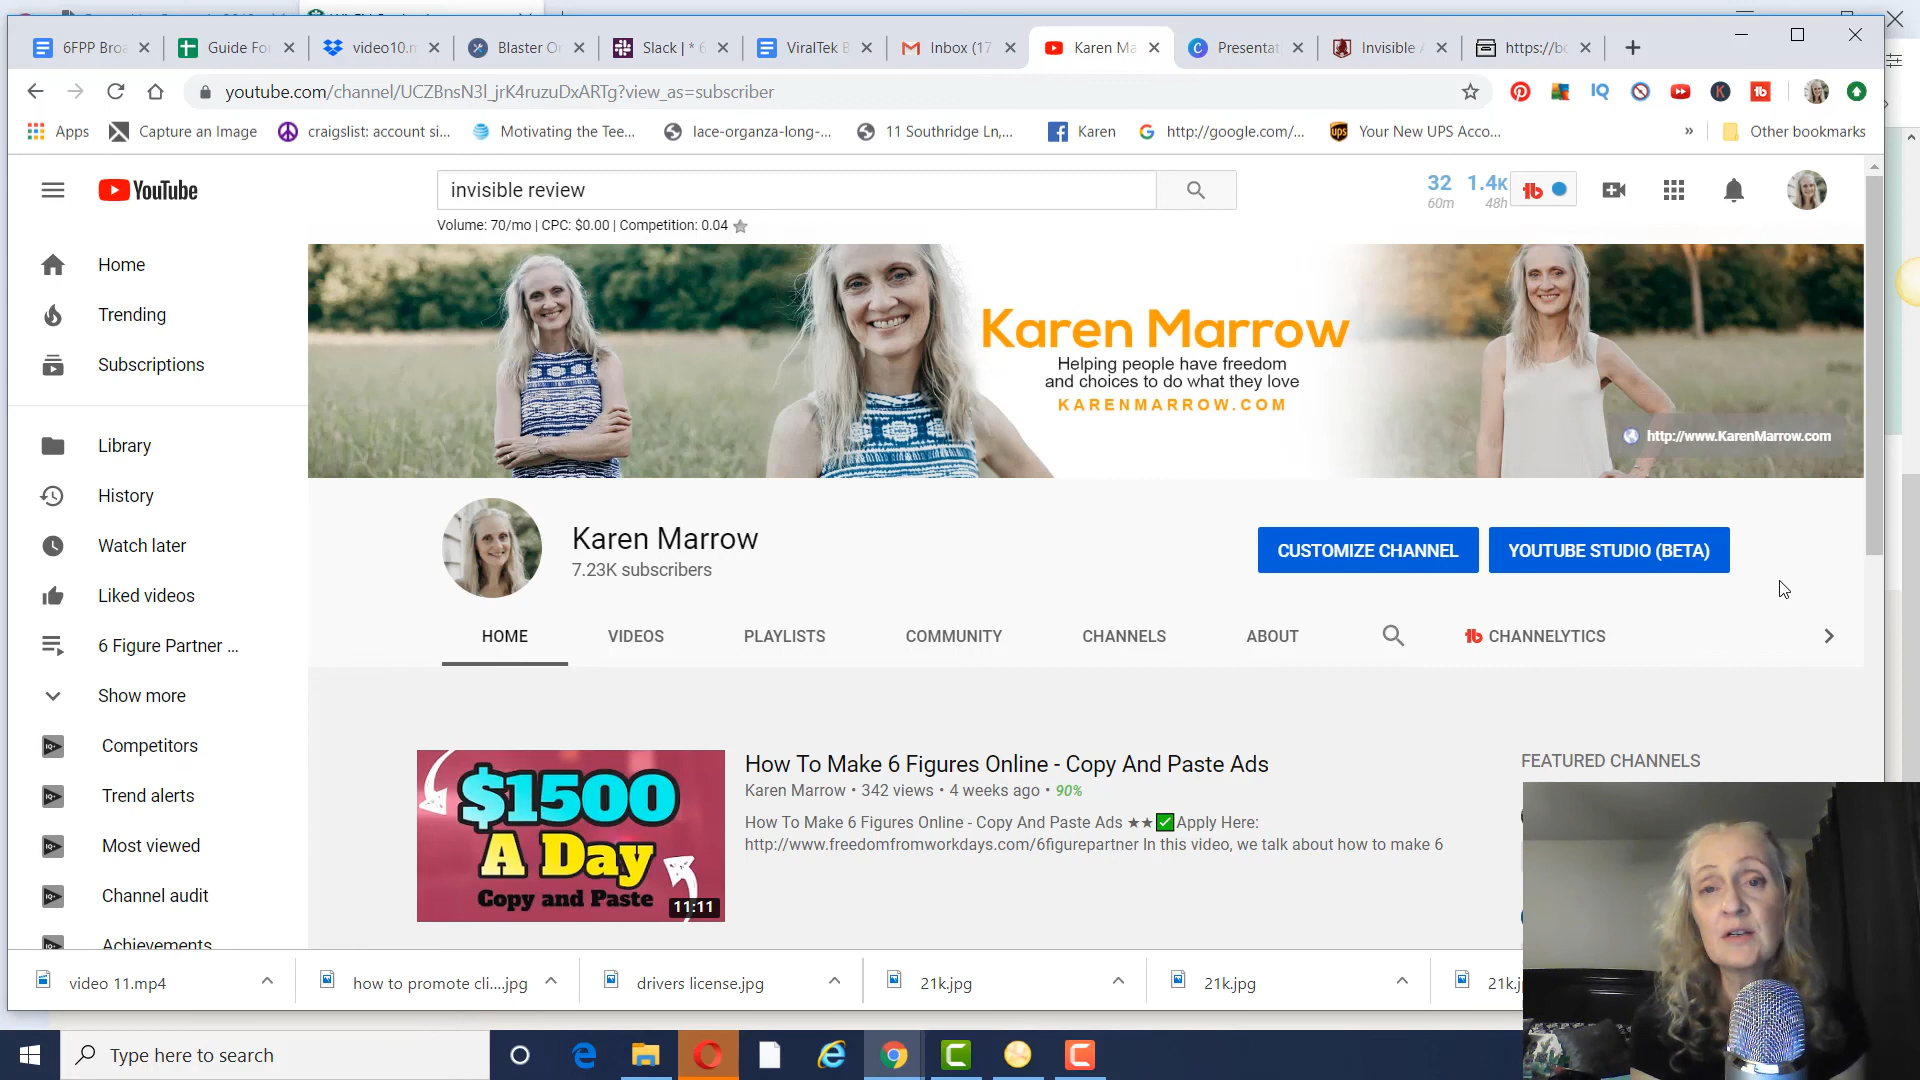 6FPP Bro
Guide For
video10.m
Blaster O
Slack | * 6
ViralTek B
Inbox (17
Karen Ma
Presentat
Invisible
https://bo
youtube.com/channel/UCZBnsN3l_jrK4ruzuDxARTg?view_as=subscriber
Apps
Capture an Image
craigslist: account si...
Motivating the Tee...
lace-organza-long-...
11 Southridge Ln,...
Karen
http://google.com/...
Your New UPS Acco...
Other bookmarks
YouTube
invisible review
32
60m
1.4K
48h
Volume: 70/mo | CPC: $0.00 | Competition: 0.04
Home
Trending
Subscriptions
Library
History
Watch later
Liked videos
6 Figure Partner ...
Show more
Competitors
Trend alerts
Most viewed
Channel audit
Achievements
Karen Marrow
Helping people have freedom
and choices to do what they love
KARENMARROW.COM
http://www.KarenMarrow.com
Karen Marrow
7.23K subscribers
CUSTOMIZE CHANNEL
YOUTUBE STUDIO (BETA)
HOME
VIDEOS
PLAYLISTS
COMMUNITY
CHANNELS
ABOUT
CHANNELYTICS
$1500
A Day
Copy and Paste
11:11
How To Make 6 Figures Online - Copy And Paste Ads
Karen Marrow • 342 views • 4 weeks ago • 90%
How To Make 6 Figures Online - Copy And Paste Ads ★★✅Apply Here:
http://www.freedomfromworkdays.com/6figurepartner In this video, we talk about how to make 6
FEATURED CHANNELS
video 11.mp4
how to promote cli....jpg
drivers license.jpg
21k.jpg
21k.jpg
21k.j
Type here to search